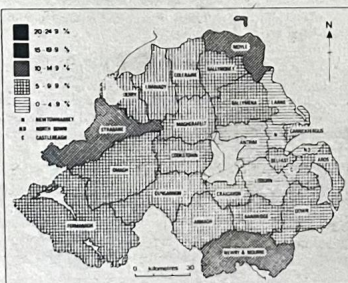 20-24 9 %
15-19 9 %
10-14 9 %
5-9 9 %
0-4 9 %
N NEWTOWNABBEY
N D NORTH DOWN
C CASTLEREAGH
N
MOYLE
COLERAINE
BALLYMONEY
LIMAVADY
DERRY
BALLYMENA
LARNE
STRABANE
MAGHERAFELT
ANTRIM
CARRICKFERGUS
N
BELFAST
ARDS
COOKSTOWN
OMAGH
LISBURN
DUNGANNON
CRAIGAVON
FERMANAGH
ARMAGH
BANBRIDGE
DOWN
NEWRY & MOURNE
0 kilometres 30